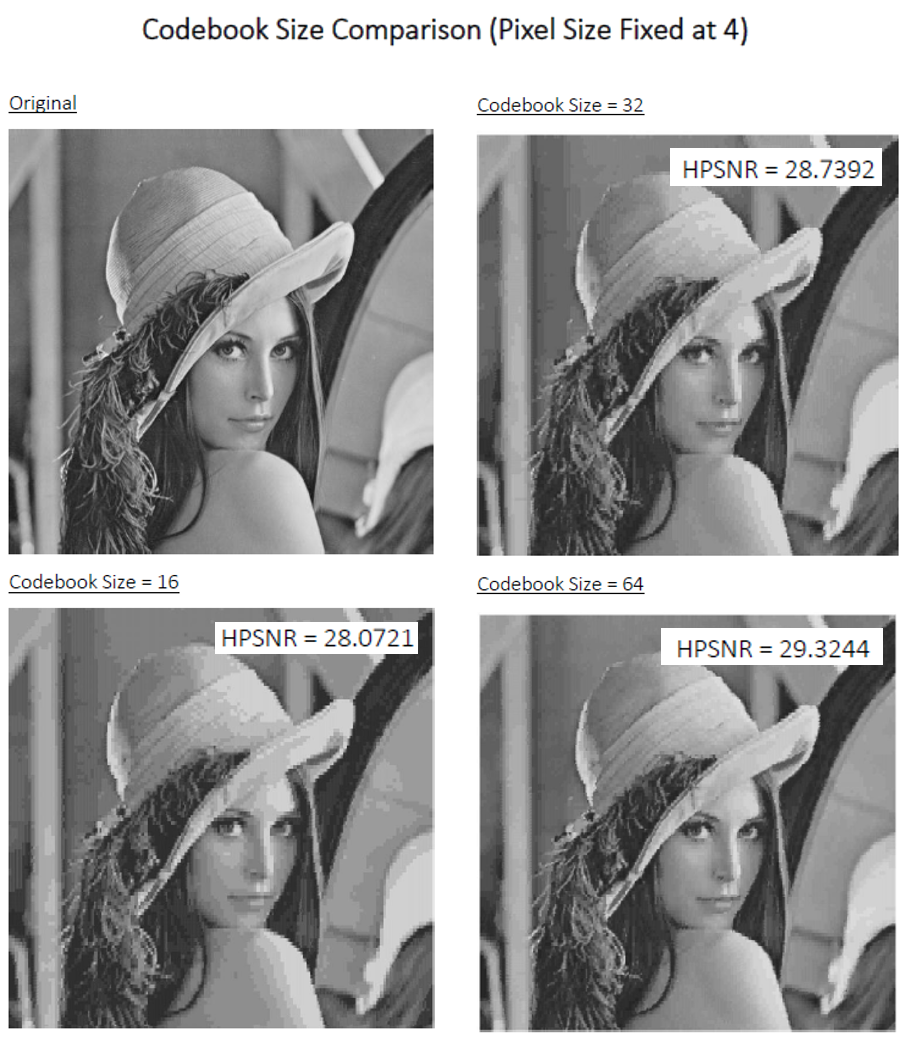 Codebook Size Comparison (Pixel Size Fixed at 4)
Original
Codebook Size = 32
HPSNR = 28.7392
Codebook Size = 16
HPSNR = 28.0721
Codebook Size = 64
HPSNR = 29.3244